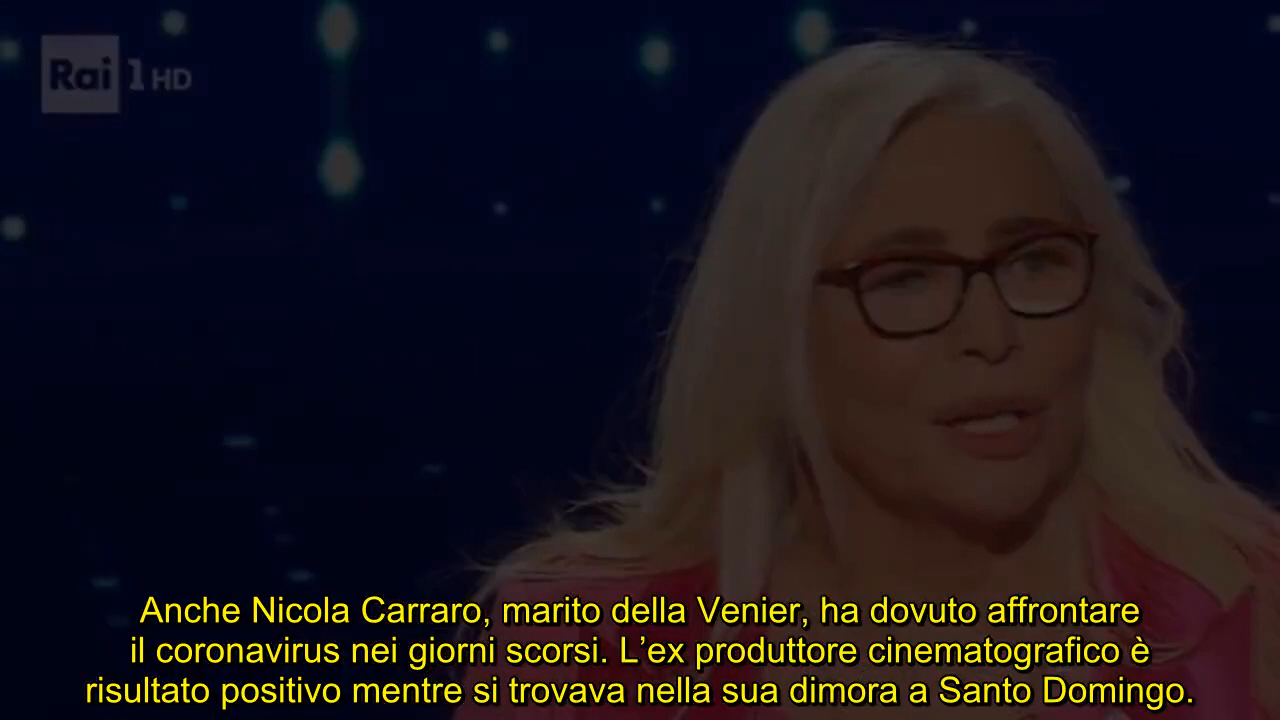 Rai 1 HD
Anche Nicola Carraro, marito della Venier, ha dovuto affrontare
il coronavirus nei giorni scorsi. L’ex produttore cinematografico è
risultato positivo mentre si trovava nella sua dimora a Santo Domingo.